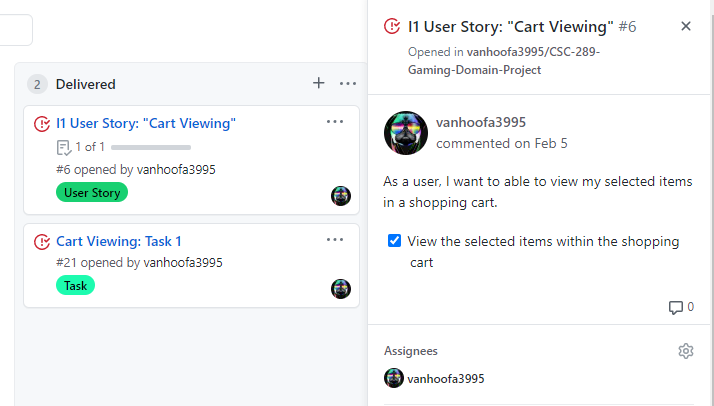 2 Delivered
I1 User Story: "Cart Viewing"
1 of 1
#6 opened by vanhoofa3995
User Story
Cart Viewing: Task 1
#21 opened by vanhoofa3995
Task
I1 User Story: "Cart Viewing" #6
Opened in vanhoofa3995/CSC-289-
Gaming-Domain-Project
vanhoofa3995
commented on Feb 5
As a user, I want to able to view my selected items
in a shopping cart.
View the selected items within the shopping
cart
0
Assignees
vanhoofa3995